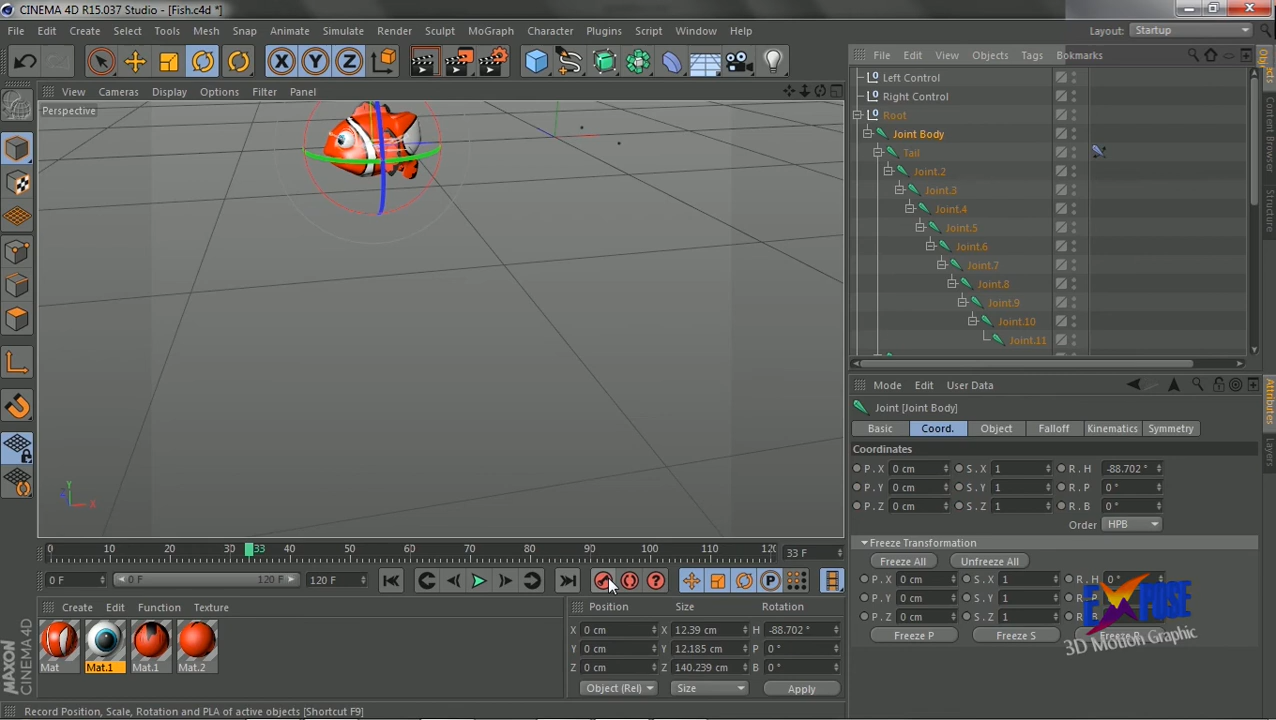 CINEMA 4D R15.037 Studio - [Fish.c4d *]
File Edit Create Select Tools Mesh Snap Animate Simulate Render Sculpt MoGraph Character Plugins Script Window Help
Layout: Startup
View Cameras Display Options Filter Panel
Perspective
File Edit View Objects Tags Bookmarks
Left Control
Right Control
Root
Joint Body
Tail
Joint.2
Joint.3
Joint.4
Joint.5
Joint.6
Joint.7
Joint.8
Joint.9
Joint.10
Joint.11
Objects
Content Browser
Structure
Mode Edit User Data
Joint [Joint Body]
Basic Coord. Object Falloff Kinematics Symmetry
Coordinates
P . X 0 cm S . X 1 R . H -88.702 °
P . Y 0 cm S . Y 1 R . P 0 °
P . Z 0 cm S . Z 1 R . B 0 °
Order HPB
Freeze Transformation
Freeze All Unfreeze All
P . X 0 cm S . X 1 R . H 0 °
P . Y 0 cm S . Y 1
P . Z 0 cm S . Z 1
Freeze P Freeze S
EXPOSE
3D Motion Graphic
Attributes
Layers
X Y Z
0 10 20 30 33 40 50 60 70 80 90 100 110 33 F
0 F 0 F 120 F 120 F
Create Edit Function Texture
Mat Mat.1 Mat.1 Mat.2
Position Size Rotation
X 0 cm X 12.39 cm H -88.702 °
Y 0 cm Y 12.185 cm P 0 °
Z 0 cm Z 140.239 cm B 0 °
Object (Rel) Size Apply
MAXON CINEMA 4D
Record Position, Scale, Rotation and PLA of active objects [Shortcut F9]